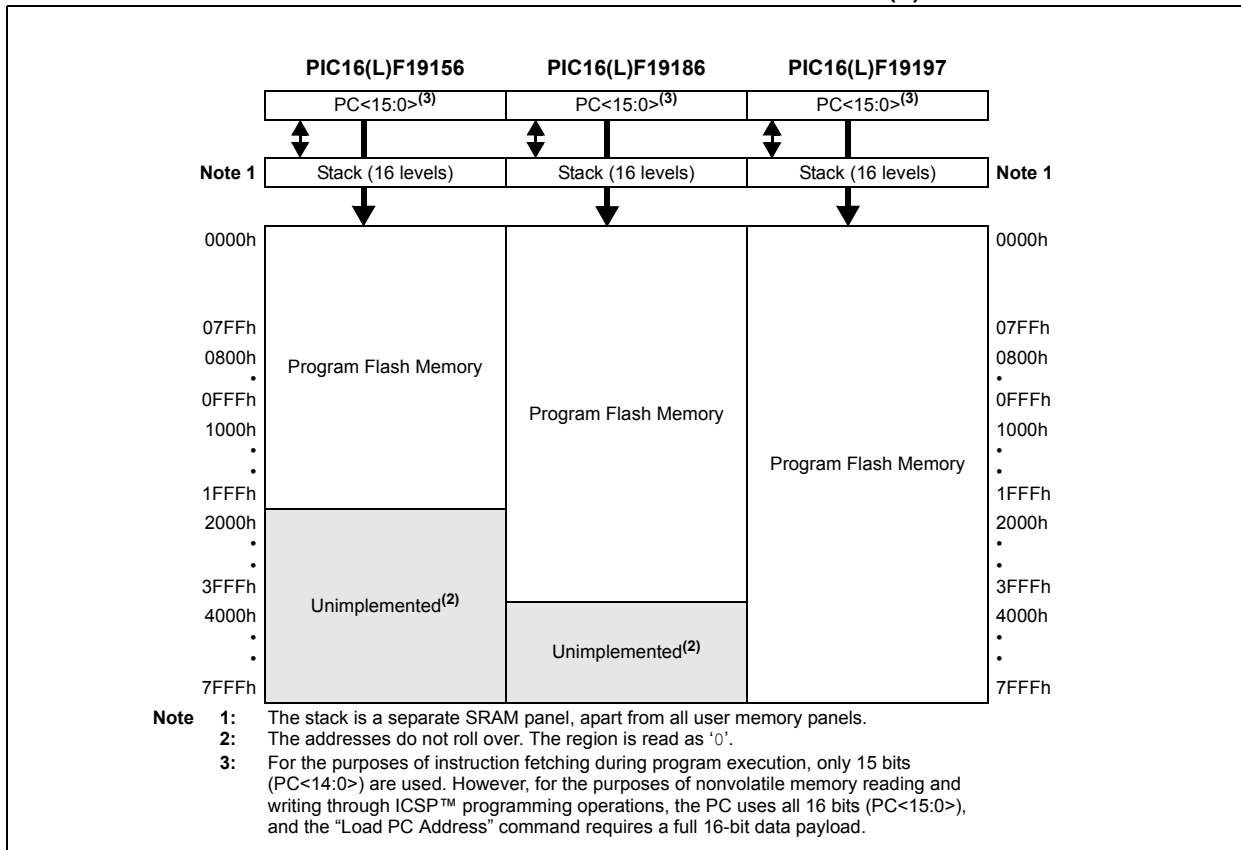 PIC16(L)F19156 PIC16(L)F19186 PIC16(L)F19197
PC<15:0>(3) PC<15:0>(3) PC<15:0>(3)
Note 1 Stack (16 levels) Stack (16 levels) Stack (16 levels) Note 1
0000h 0000h
07FFh 07FFh
0800h Program Flash Memory 0800h
• •
0FFFh 0FFFh
Program Flash Memory
1000h 1000h
• •
Program Flash Memory
• •
1FFFh 1FFFh
2000h 2000h
• •
• •
3FFFh 3FFFh
Unimplemented(2)
4000h 4000h
• •
Unimplemented(2)
• •
7FFFh 7FFFh
Note 1: The stack is a separate SRAM panel, apart from all user memory panels.
2: The addresses do not roll over. The region is read as ‘0’.
3: For the purposes of instruction fetching during program execution, only 15 bits
(PC<14:0>) are used. However, for the purposes of nonvolatile memory reading and
writing through ICSP™ programming operations, the PC uses all 16 bits (PC<15:0>),
and the “Load PC Address” command requires a full 16-bit data payload.